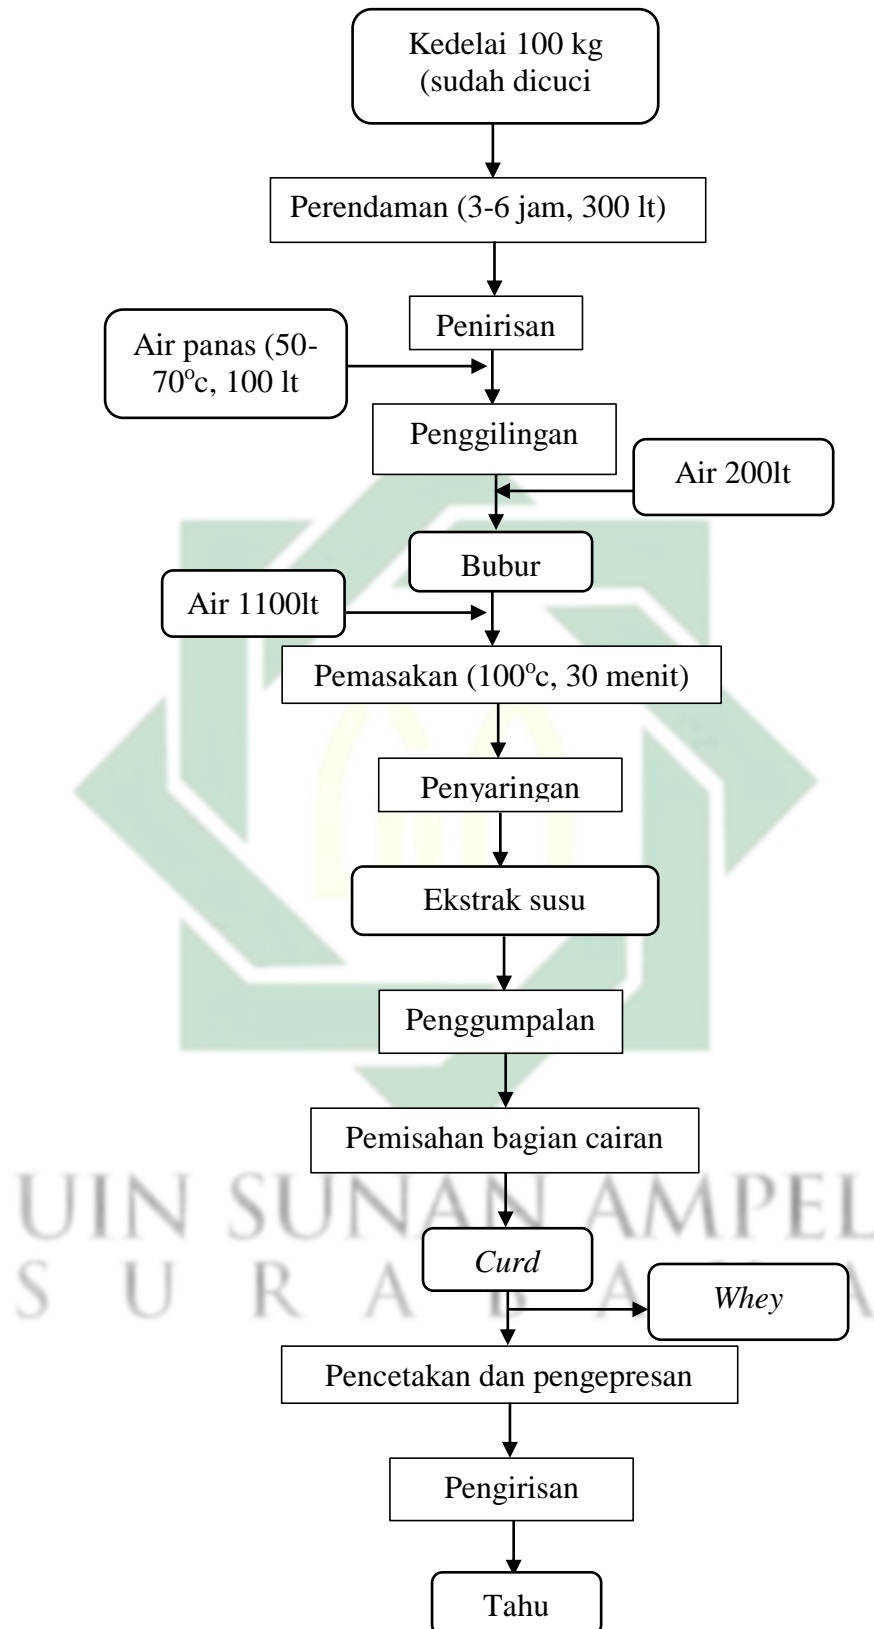 Kedelai 100 kg
(sudah dicuci
Perendaman (3-6 jam, 300 lt)
Penirisan
Air panas (50-
70°c, 100 lt
Penggilingan
Air 200lt
Bubur
Air 1100lt
Pemasakan (100°c, 30 menit)
Penyaringan
Ekstrak susu
Penggumpalan
Pemisahan bagian cairan
UIN SUNAN AMPEL
S U R A B A Y A
Curd
Whey
Pencetakan dan pengepresan
Pengirisan
Tahu